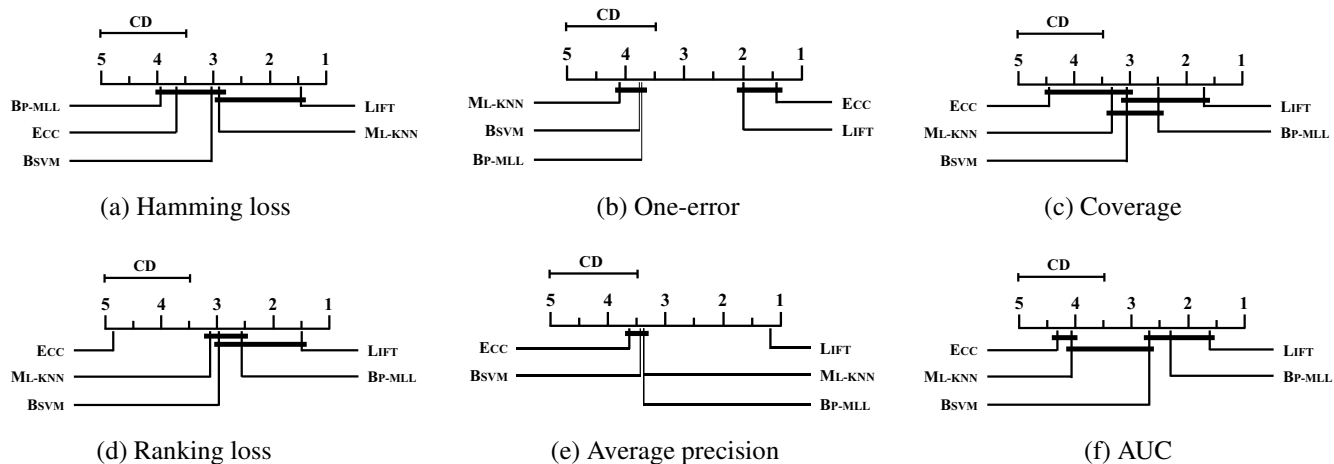 CD
5 4 3 2 1
BP-MLL LIFT
ECC ML-KNN
BSVM
(a) Hamming loss
CD
5 4 3 2 1
ML-KNN ECC
BSVM LIFT
BP-MLL
(b) One-error
CD
5 4 3 2 1
ECC LIFT
ML-KNN BP-MLL
BSVM
(c) Coverage
CD
5 4 3 2 1
ECC LIFT
ML-KNN BP-MLL
BSVM
(d) Ranking loss
CD
5 4 3 2 1
ECC LIFT
BSVM ML-KNN
BP-MLL
(e) Average precision
CD
5 4 3 2 1
ECC LIFT
ML-KNN BP-MLL
BSVM
(f) AUC